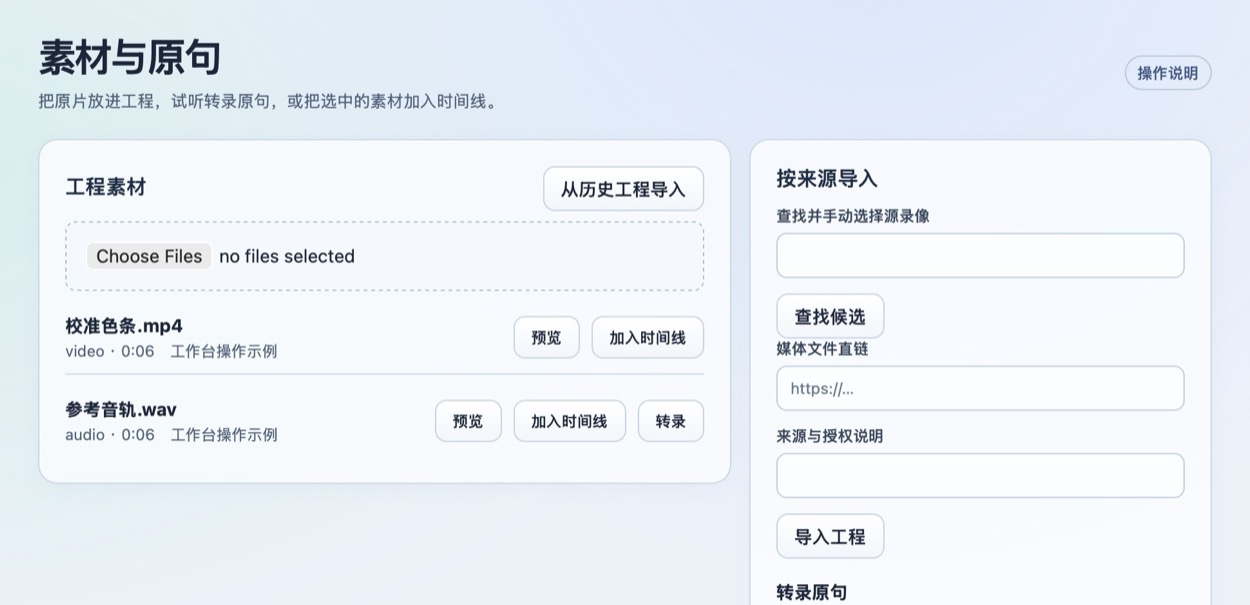 素材与原句
把原片放进工程，试听转录原句，或把选中的素材加入时间线。
操作说明
工程素材
从历史工程导入
Choose Files no files selected
校准色条.mp4
video · 0:06 工作台操作示例
预览
加入时间线
参考音轨.wav
audio · 0:06 工作台操作示例
预览
加入时间线
转录
按来源导入
查找并手动选择源录像
查找候选
媒体文件直链
https://...
来源与授权说明
导入工程
转录原句